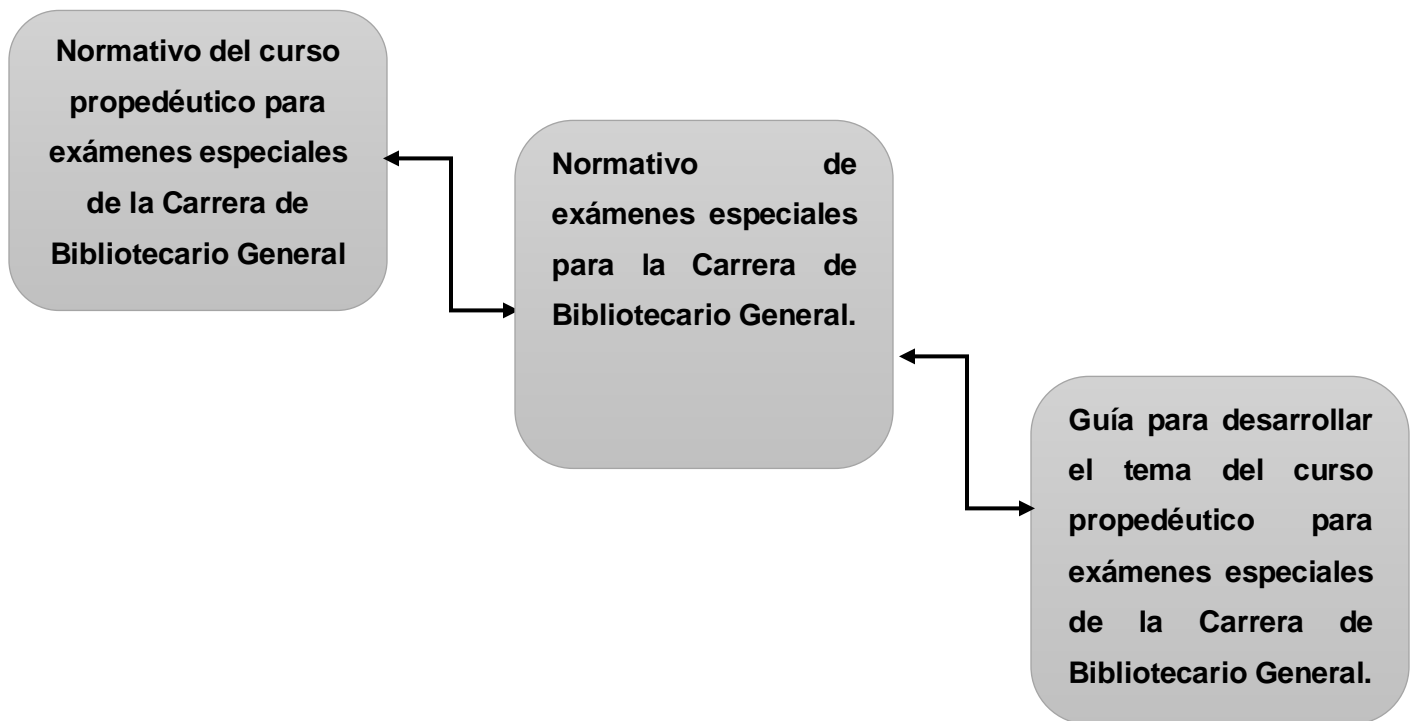 Normativo del curso
propedéutico para
exámenes especiales
de la Carrera de
Bibliotecario General
Normativo de
exámenes especiales
para la Carrera de
Bibliotecario General.
Guía para desarrollar
el tema del curso
propedéutico para
exámenes especiales
de la Carrera de
Bibliotecario General.